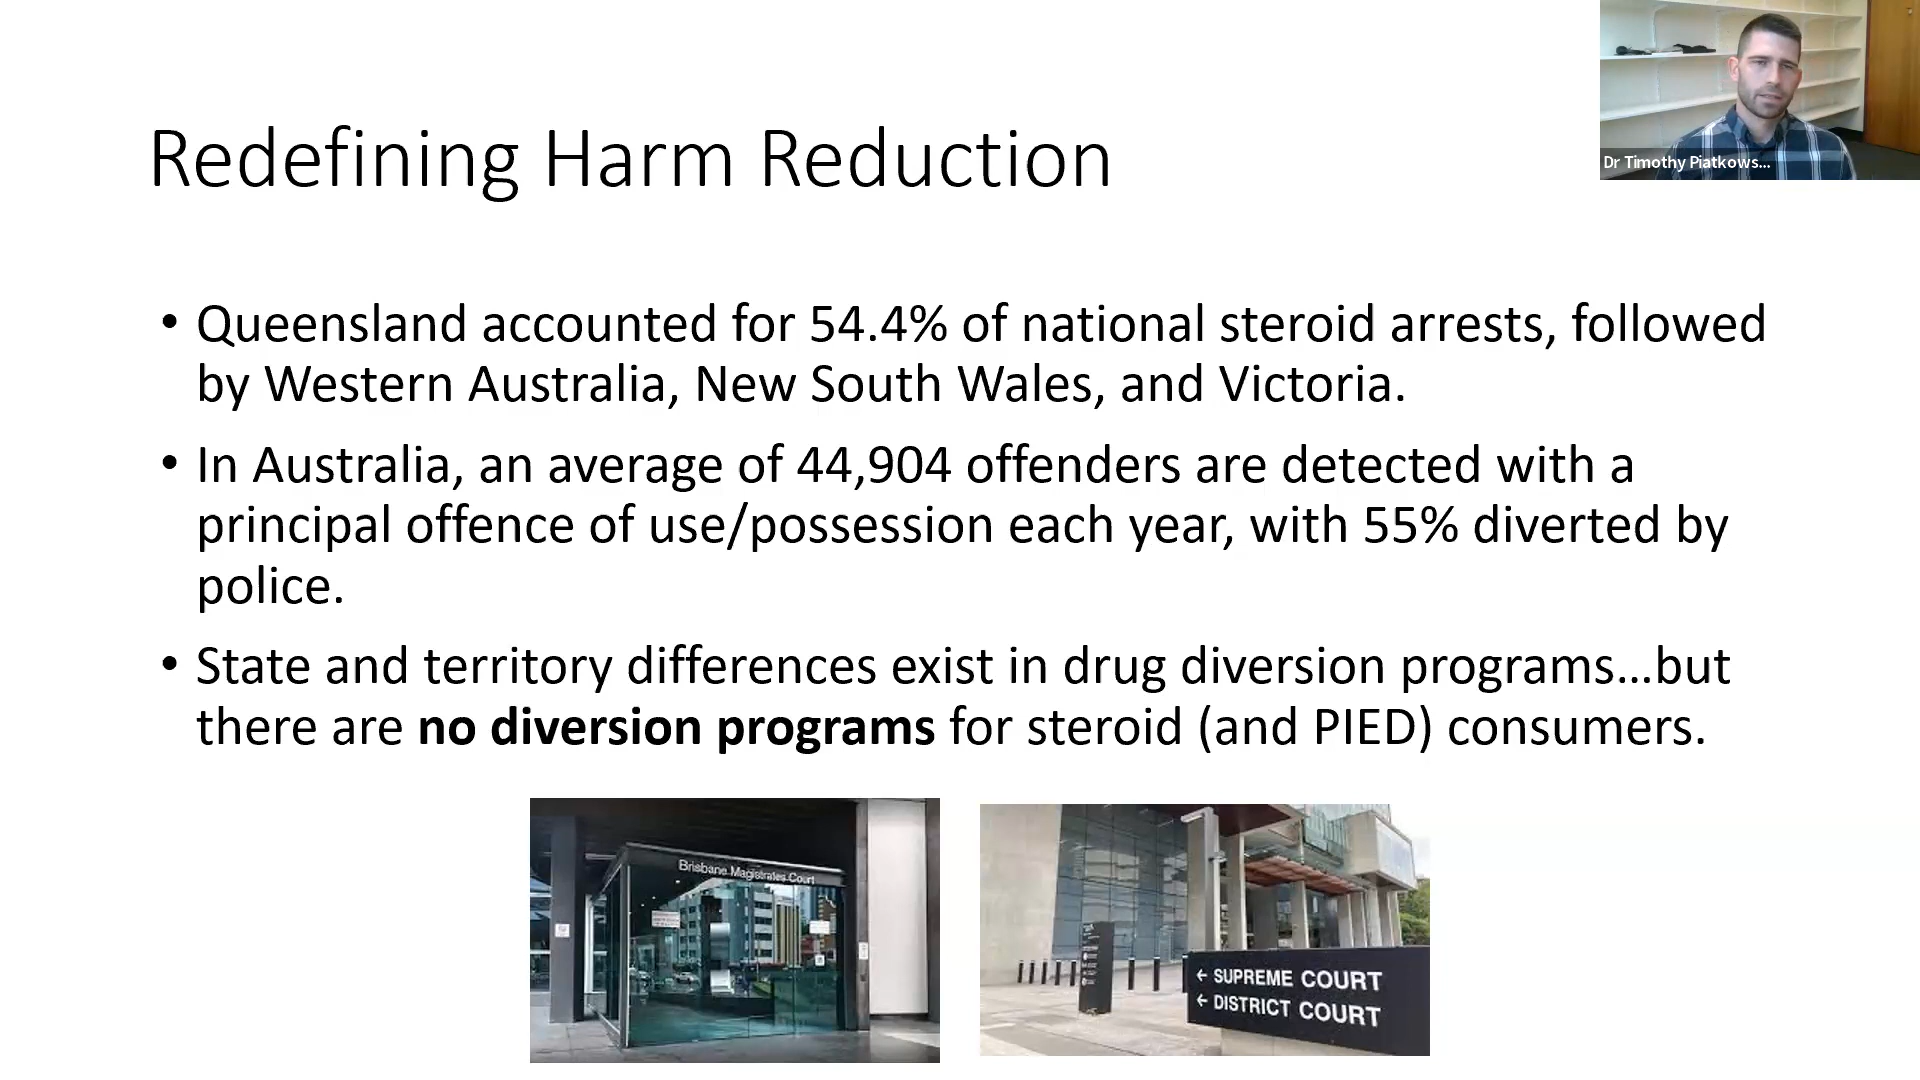 Redefining Harm Reduction
Dr Timothy Piatkows...
• Queensland accounted for 54.4% of national steroid arrests, followed
by Western Australia, New South Wales, and Victoria.
• In Australia, an average of 44,904 offenders are detected with a
principal offence of use/possession each year, with 55% diverted by
police.
• State and territory differences exist in drug diversion programs...but
there are no diversion programs for steroid (and PIED) consumers.
Brisbane Magistrates Court
← SUPREME COURT
← DISTRICT COURT